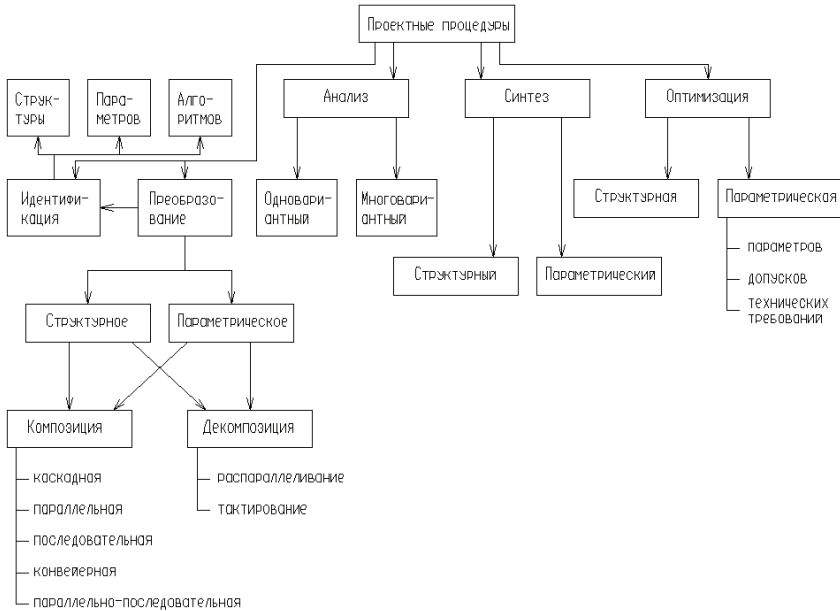 Проектные процедуры
Струк-
туры
Пара-
метров
Алго-
ритмов
Анализ
Синтез
Оптимизация
Идентифи-
кация
Преобразо-
вание
Одновари-
антный
Многовари-
антный
Структурная
Параметрическая
параметров
допусков
технических
требований
Структурный
Параметрический
Структурное
Параметрическое
Композиция
Декомпозиция
каскадная
параллельная
последовательная
конвейерная
параллельно-последовательная
распараллеливание
тактирование